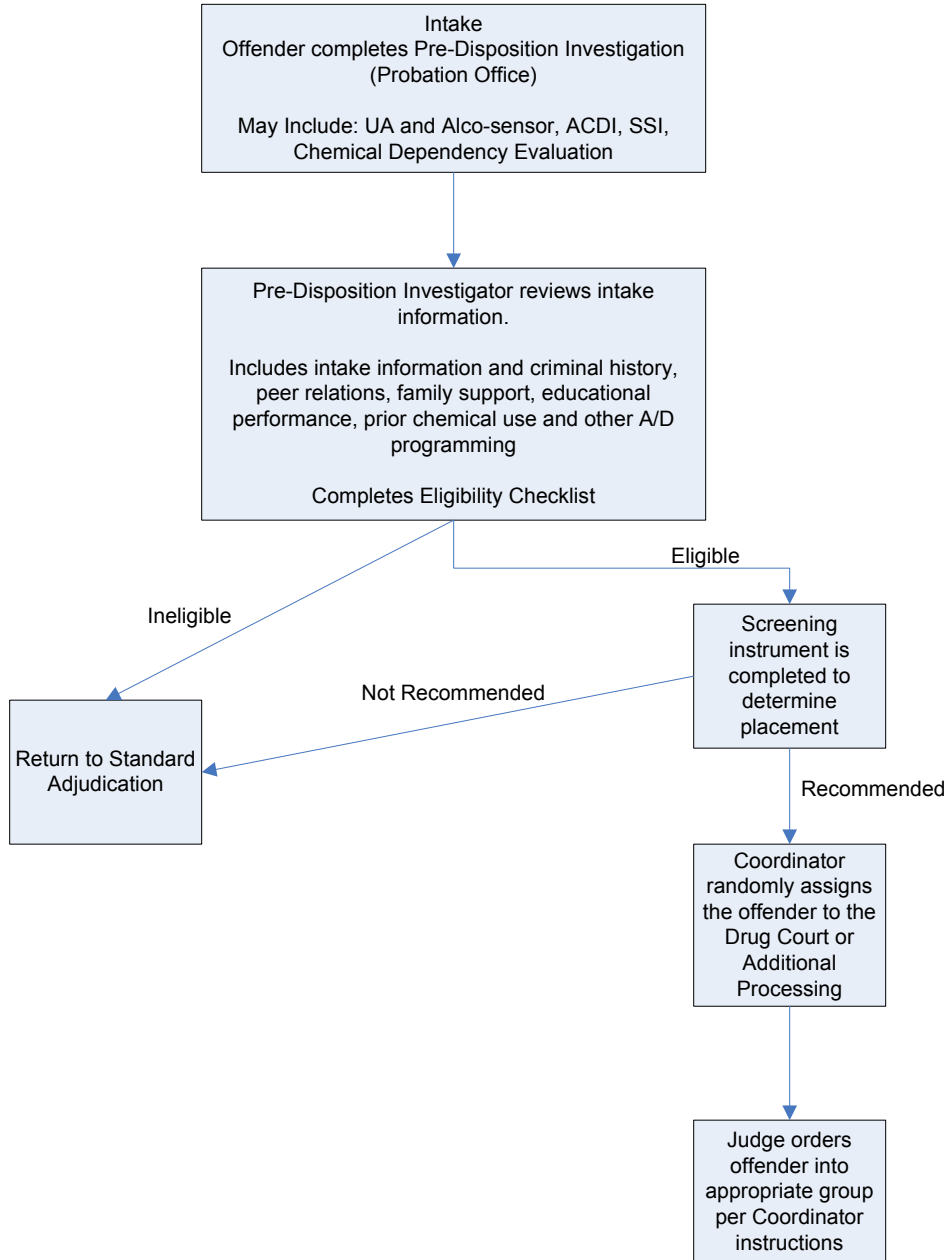 Intake
Offender completes Pre-Disposition Investigation
(Probation Office)
May Include: UA and Alco-sensor, ACDI, SSI,
Chemical Dependency Evaluation
Pre-Disposition Investigator reviews intake
information.
Includes intake information and criminal history,
peer relations, family support, educational
performance, prior chemical use and other A/D
programming
Completes Eligibility Checklist
Eligible
Ineligible
Screening
instrument is
completed to
determine
placement
Not Recommended
Return to Standard
Adjudication
Recommended
Coordinator
randomly assigns
the offender to the
Drug Court or
Additional
Processing
Judge orders
offender into
appropriate group
per Coordinator
instructions